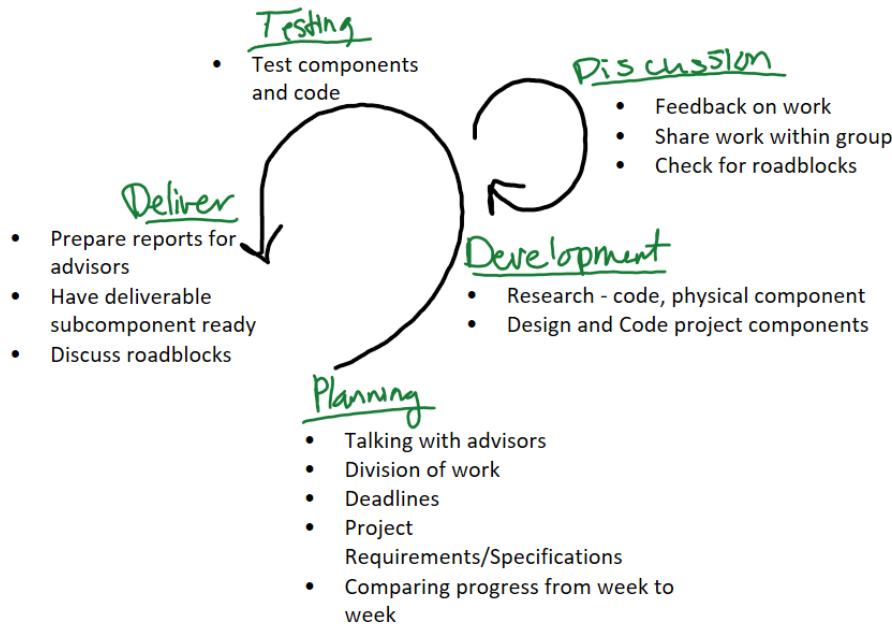 Testing
• Test components
and code
Discussion
• Feedback on work
• Share work within group
• Check for roadblocks
Deliver
• Prepare reports for
advisors
• Have deliverable
subcomponent ready
• Discuss roadblocks
Development
• Research - code, physical component
• Design and Code project components
Planning
• Talking with advisors
• Division of work
• Deadlines
• Project
Requirements/Specifications
• Comparing progress from week to
week